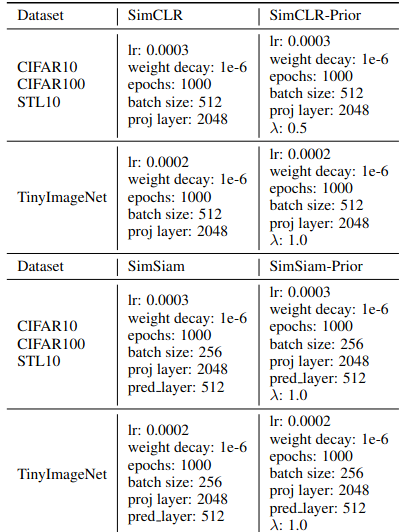 Dataset SimCLR SimCLR-Prior
CIFAR10
CIFAR100
STL10
lr: 0.0003
weight decay: 1e-6
epochs: 1000
batch size: 512
proj layer: 2048
lr: 0.0003
weight decay: 1e-6
epochs: 1000
batch size: 512
proj layer: 2048
λ: 0.5
TinyImageNet
lr: 0.0002
weight decay: 1e-6
epochs: 1000
batch size: 512
proj layer: 2048
lr: 0.0002
weight decay: 1e-6
epochs: 1000
batch size: 512
proj layer: 2048
λ: 1.0
Dataset SimSiam SimSiam-Prior
CIFAR10
CIFAR100
STL10
lr: 0.0003
weight decay: 1e-6
epochs: 1000
batch size: 256
proj layer: 2048
pred_layer: 512
lr: 0.0003
weight decay: 1e-6
epochs: 1000
batch size: 256
proj layer: 2048
pred_layer: 512
λ: 1.0
TinyImageNet
lr: 0.0002
weight decay: 1e-6
epochs: 1000
batch size: 256
proj layer: 2048
pred_layer: 512
lr: 0.0002
weight decay: 1e-6
epochs: 1000
batch size: 256
proj layer: 2048
pred_layer: 512
λ: 1.0